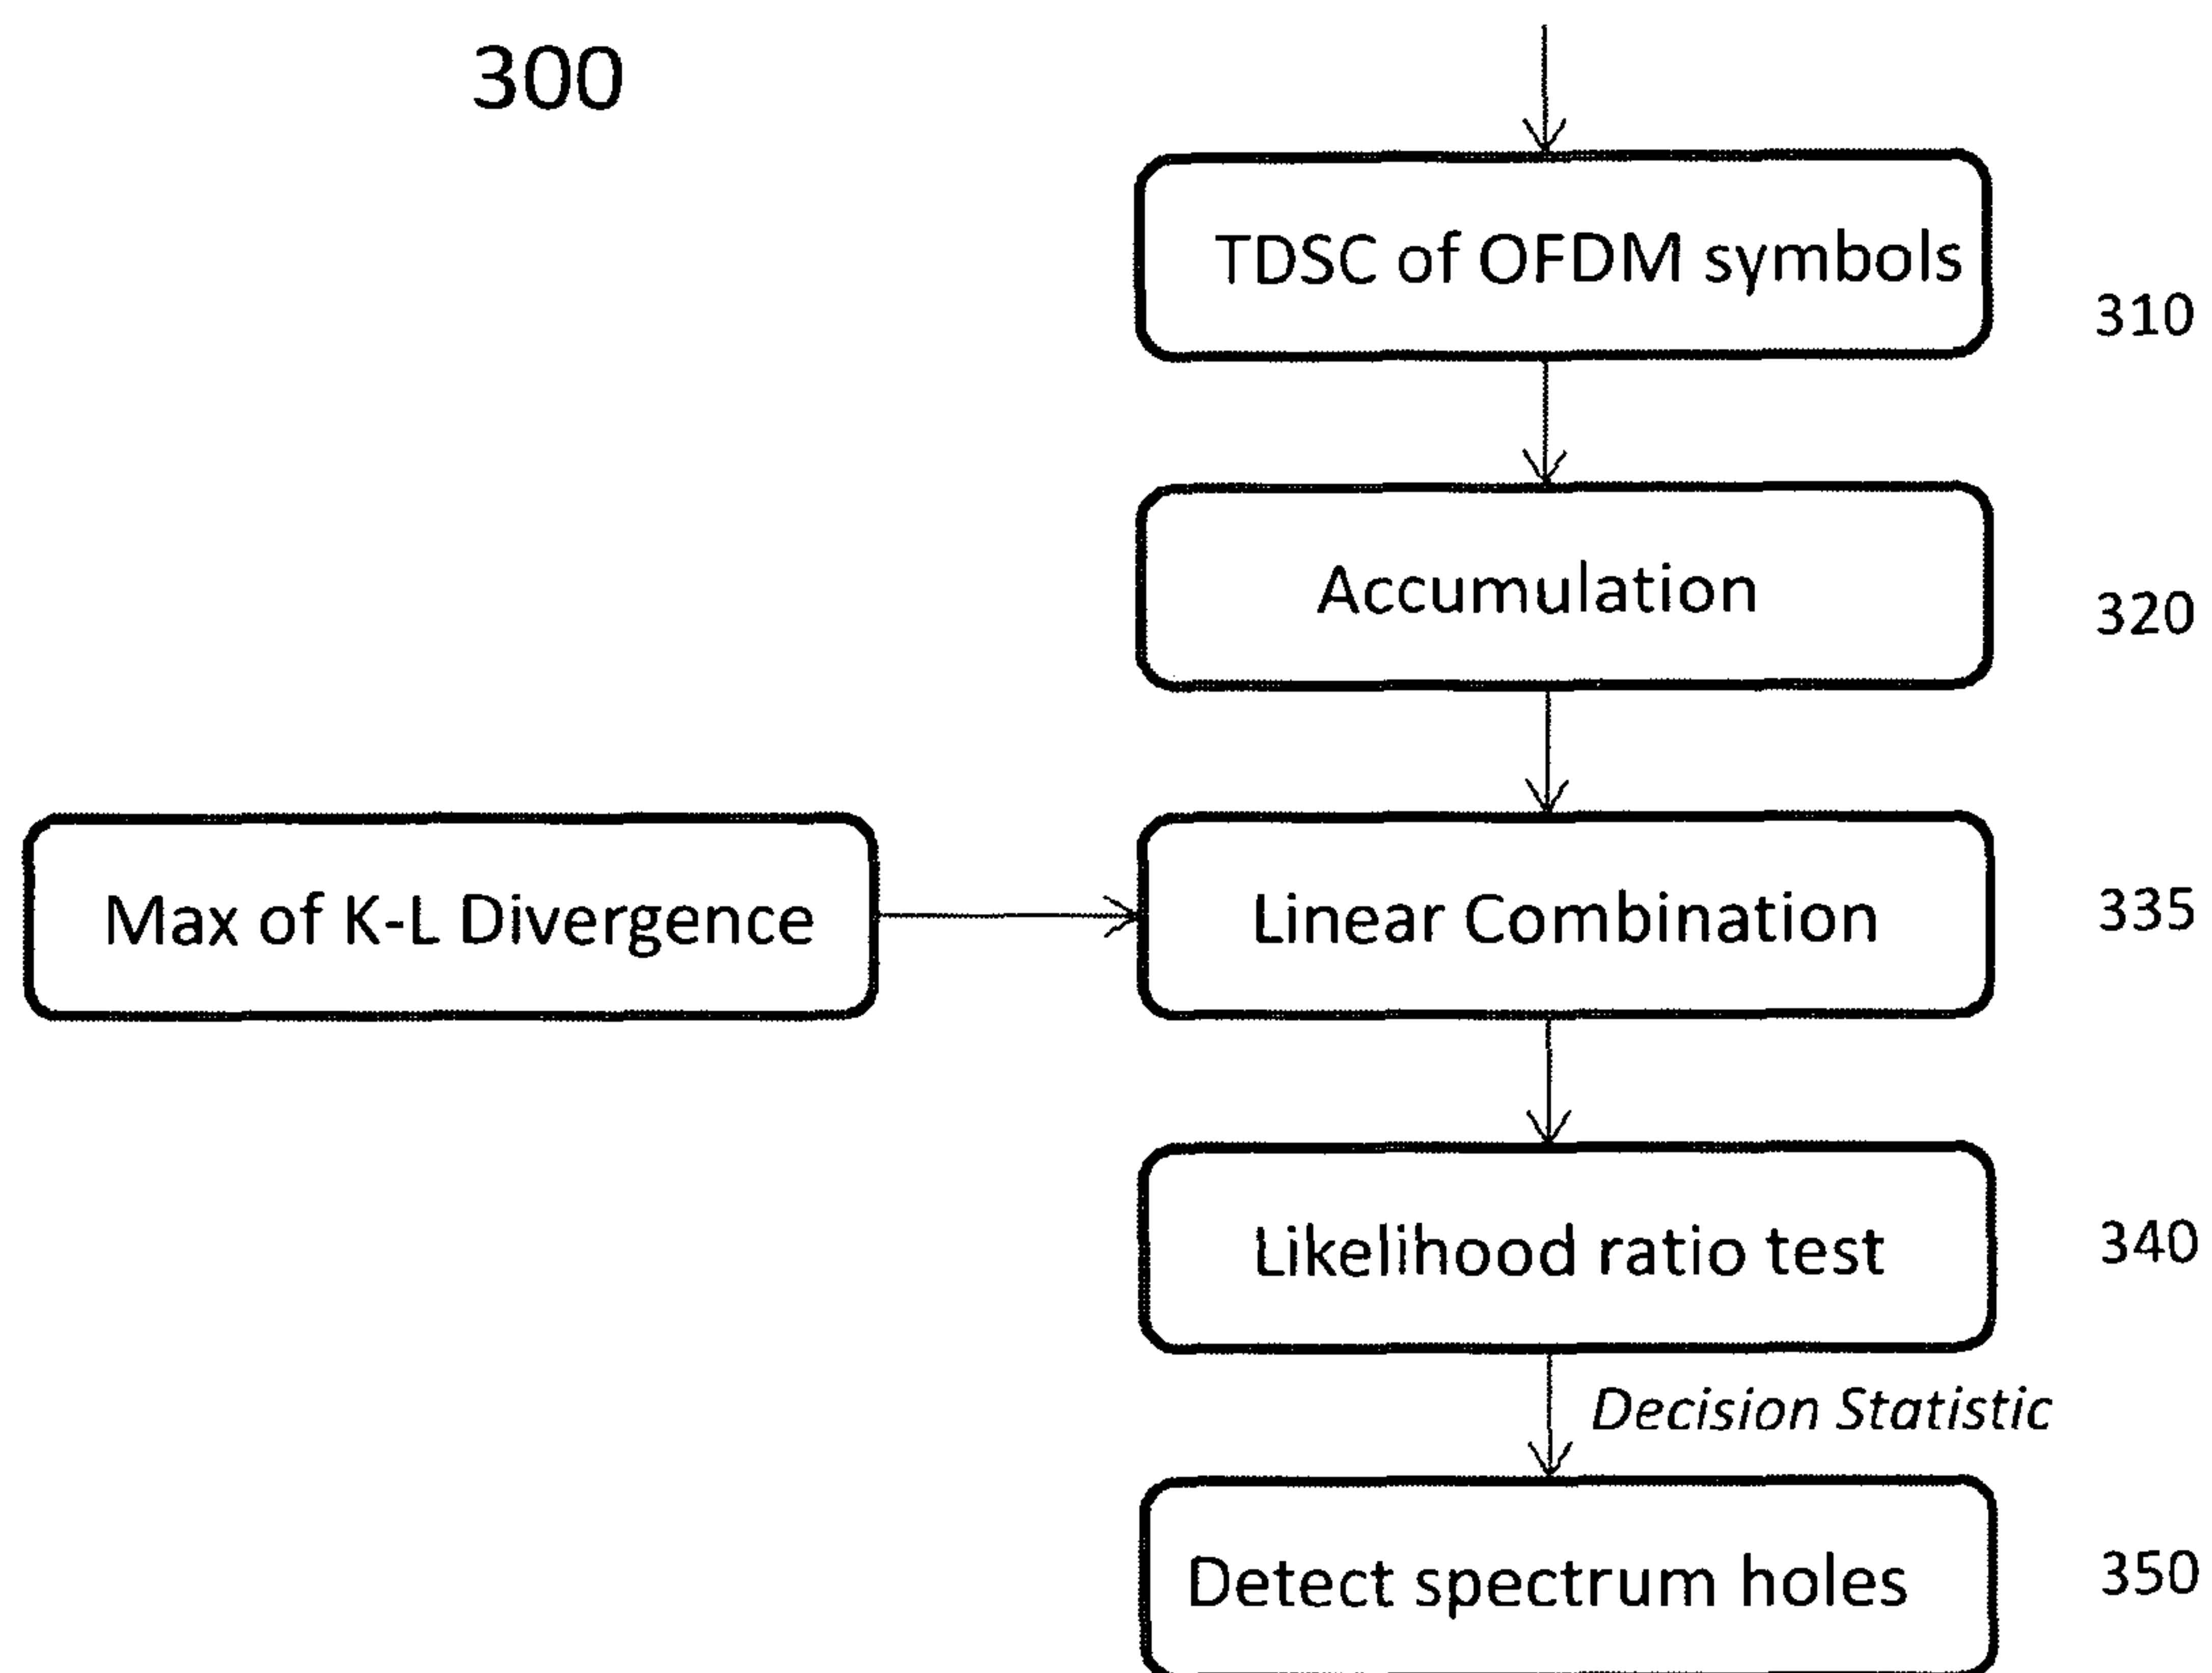 300
TDSC of OFDM symbols
310
Accumulation
320
Max of K-L Divergence
Linear Combination
335
Likelihood ratio test
340
Decision Statistic
Detect spectrum holes
350